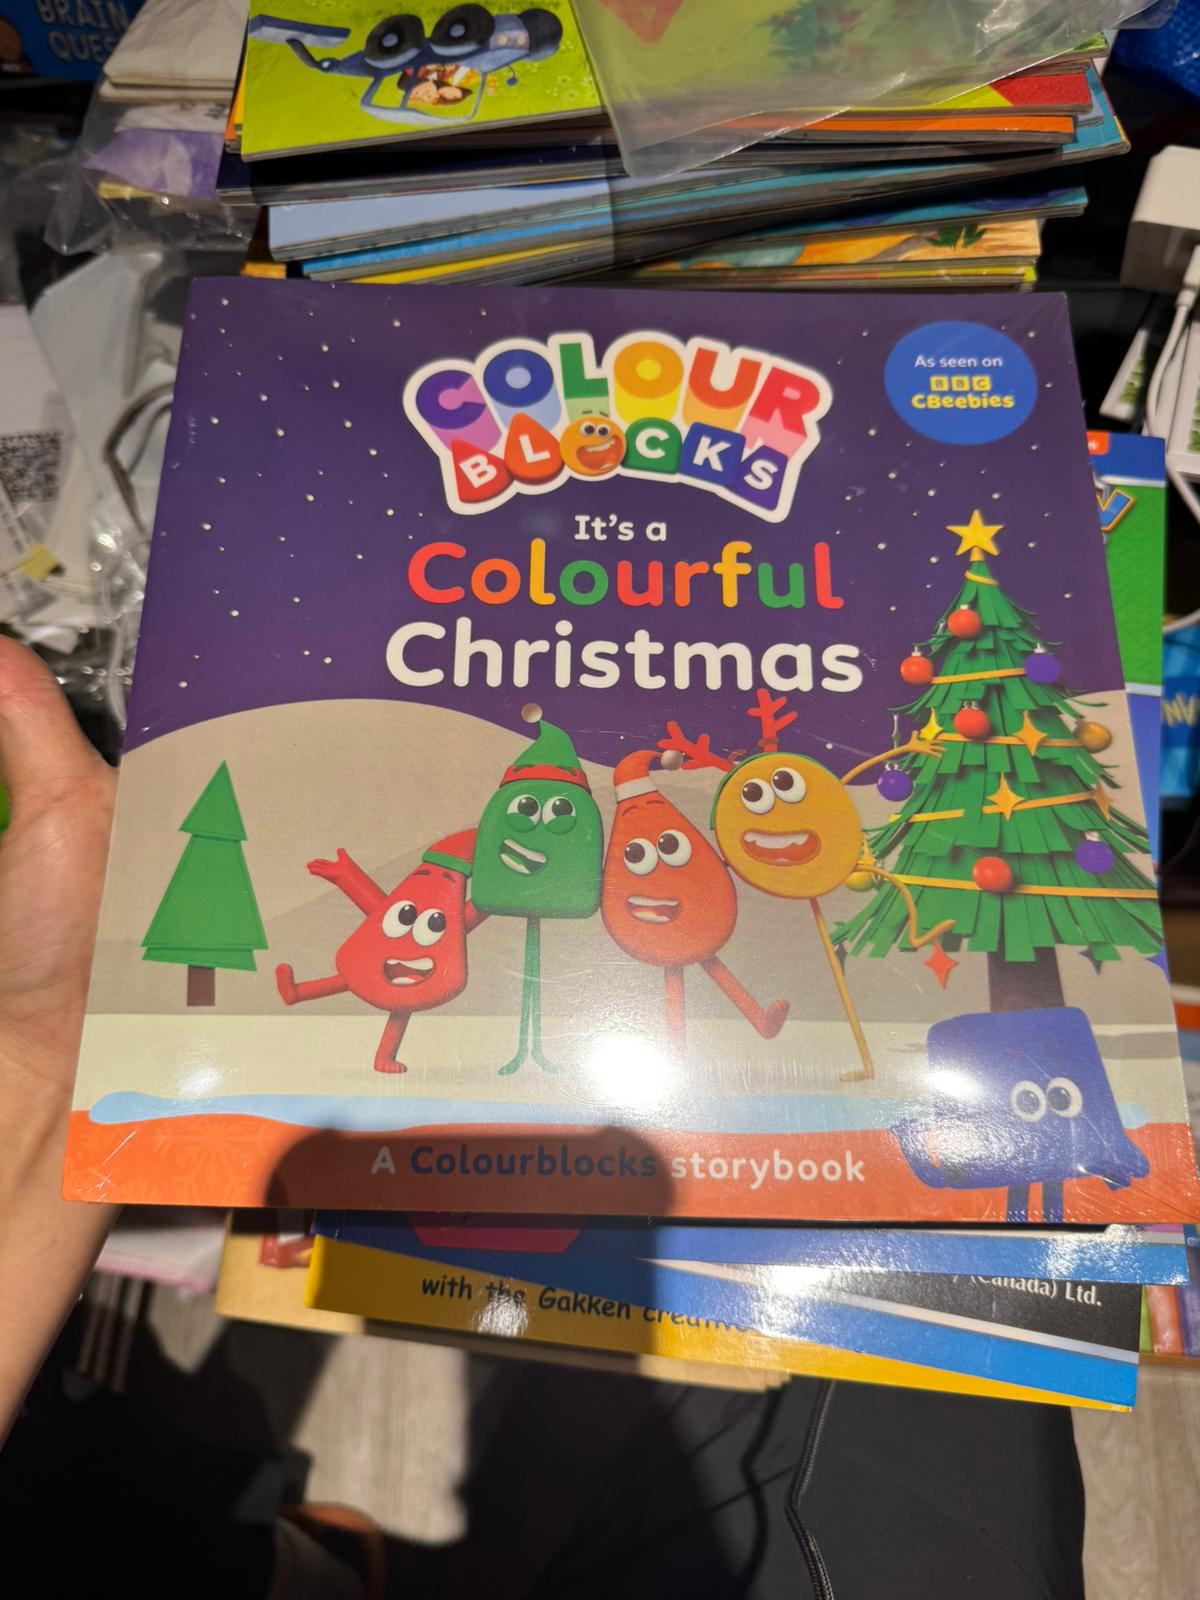 BRAIN
QUES
COLOUR
BLOCKS
As seen on
BBC
CBeebies
It's a
Colourful
Christmas
A Colourblocks storybook
(Canada) Ltd.
with the Gakken